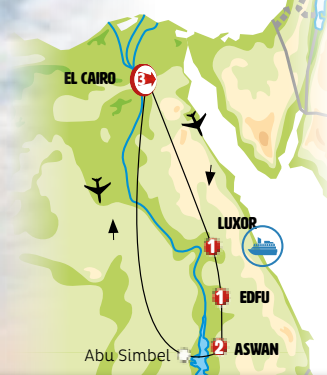 EL CAIRO
3
LUXOR
1
1
EDFU
2
ASWAN
Abu Simbel